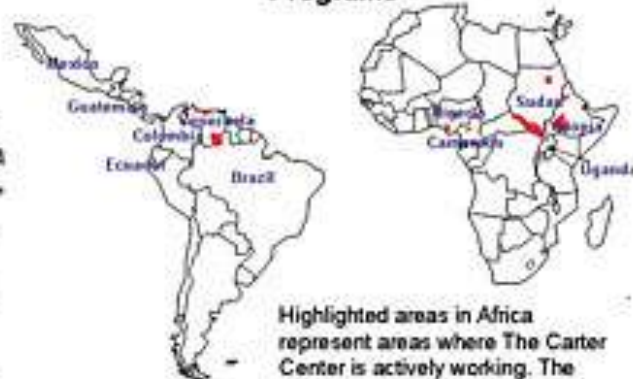 Mexico
Guatemala
Venezuela
Colombia
Ecuador
Brazil
Nigeria
Sudan
Cameroon
Ethiopia
Uganda
Highlighted areas in Africa
represent areas where The Carter
Center is actively working. The